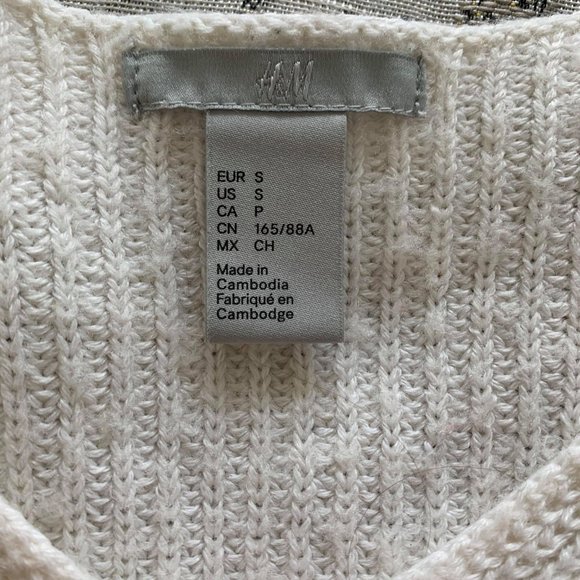 H&M
EUR S
US S
CA P
CN 165/88A
MX CH
Made in
Cambodia
Fabriqué en
Cambodge